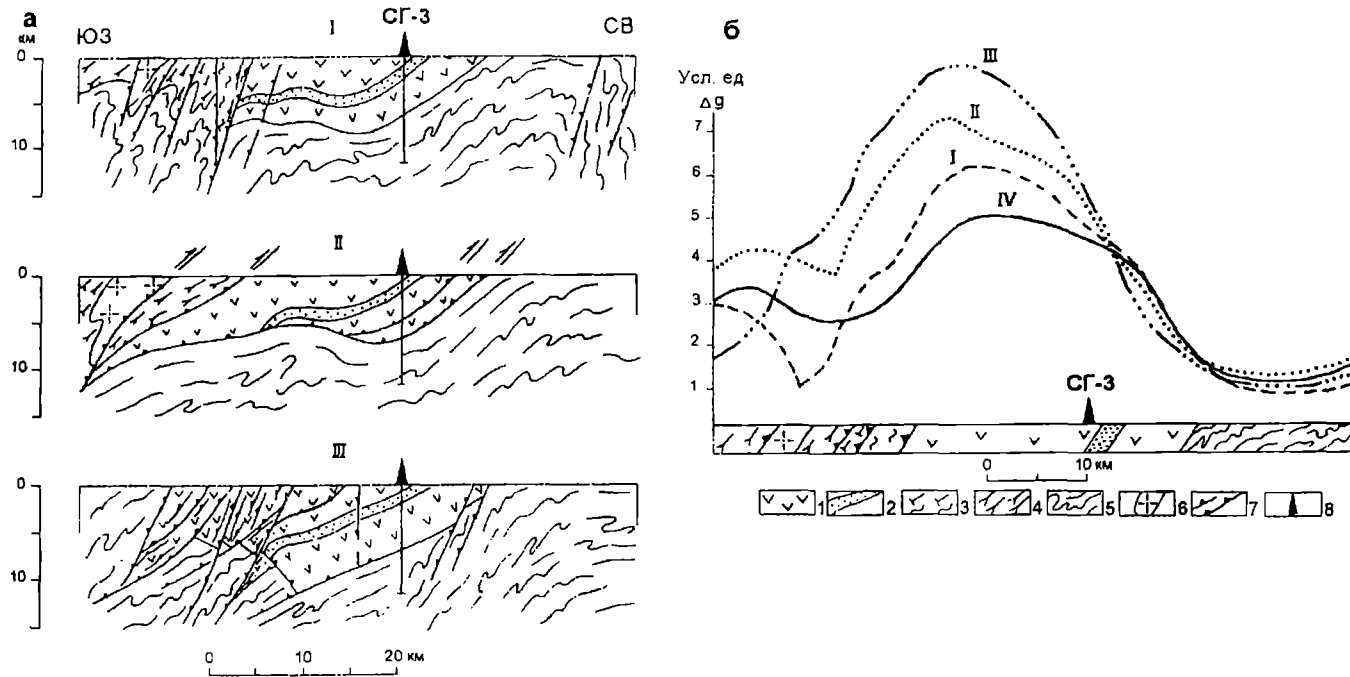 а
км
ЮЗ
I
СГ-3
СВ
0
10
II
0
10
III
0
10
0 10 20 км
б
Усл. ед
Δg
7
6
5
4
3
2
1
III
II
I
IV
СГ-3
0 10 км
1 2 3 4 5 6 7 8